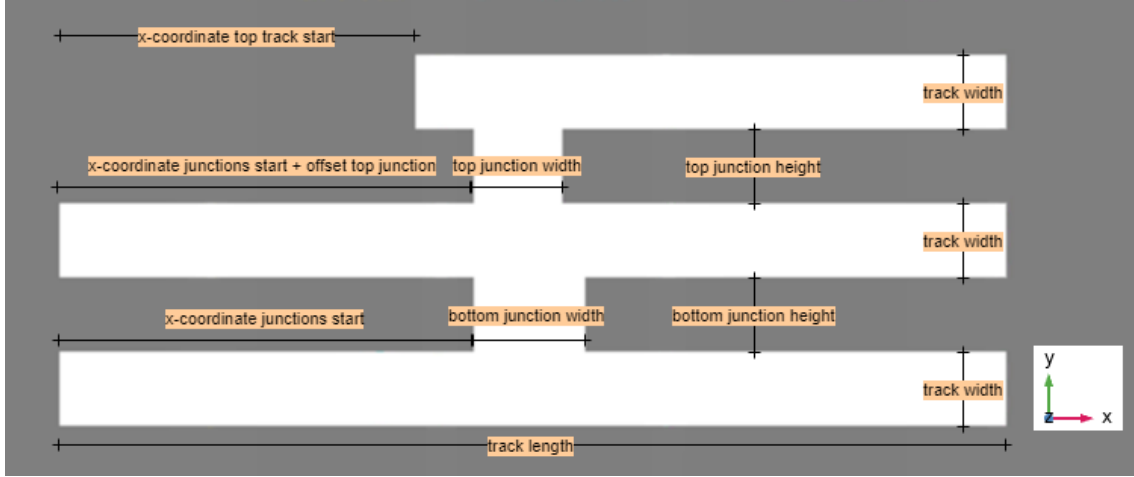 x-coordinate top track start
track width
x-coordinate junctions start + offset top junction
top junction width
top junction height
track width
x-coordinate junctions start
bottom junction width
bottom junction height
track width
track length
y
z
x